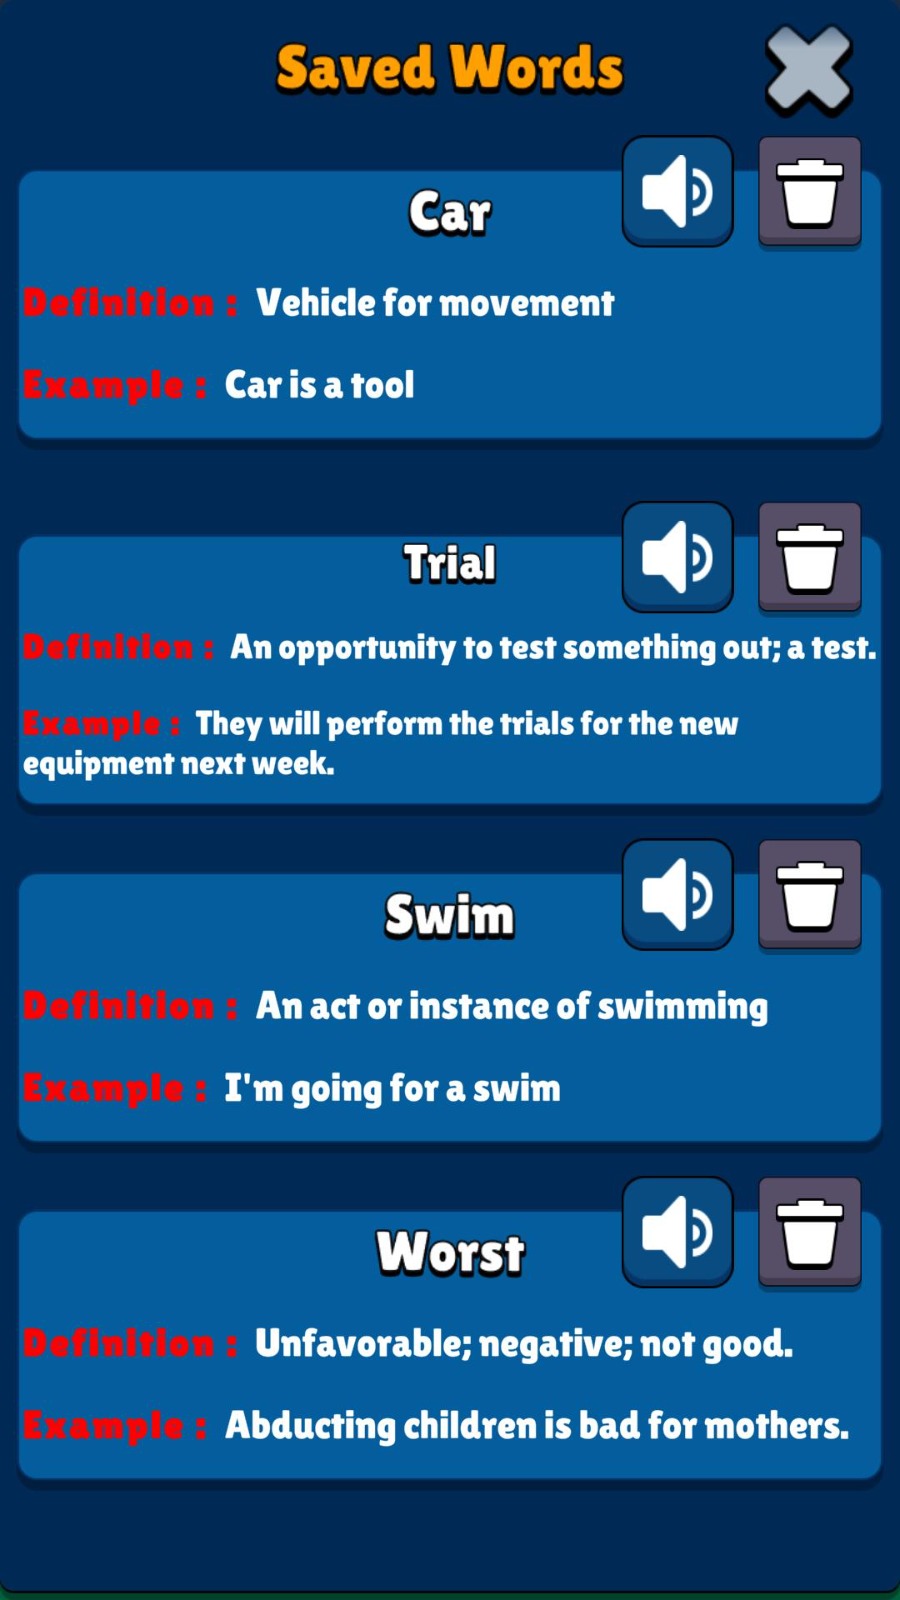 Saved Words
Car
Definition : Vehicle for movement
Example : Car is a tool
Trial
Definition : An opportunity to test something out; a test.
Example : They will perform the trials for the new
equipment next week.
Swim
Definition : An act or instance of swimming
Example : I'm going for a swim
Worst
Definition : Unfavorable; negative; not good.
Example : Abducting children is bad for mothers.